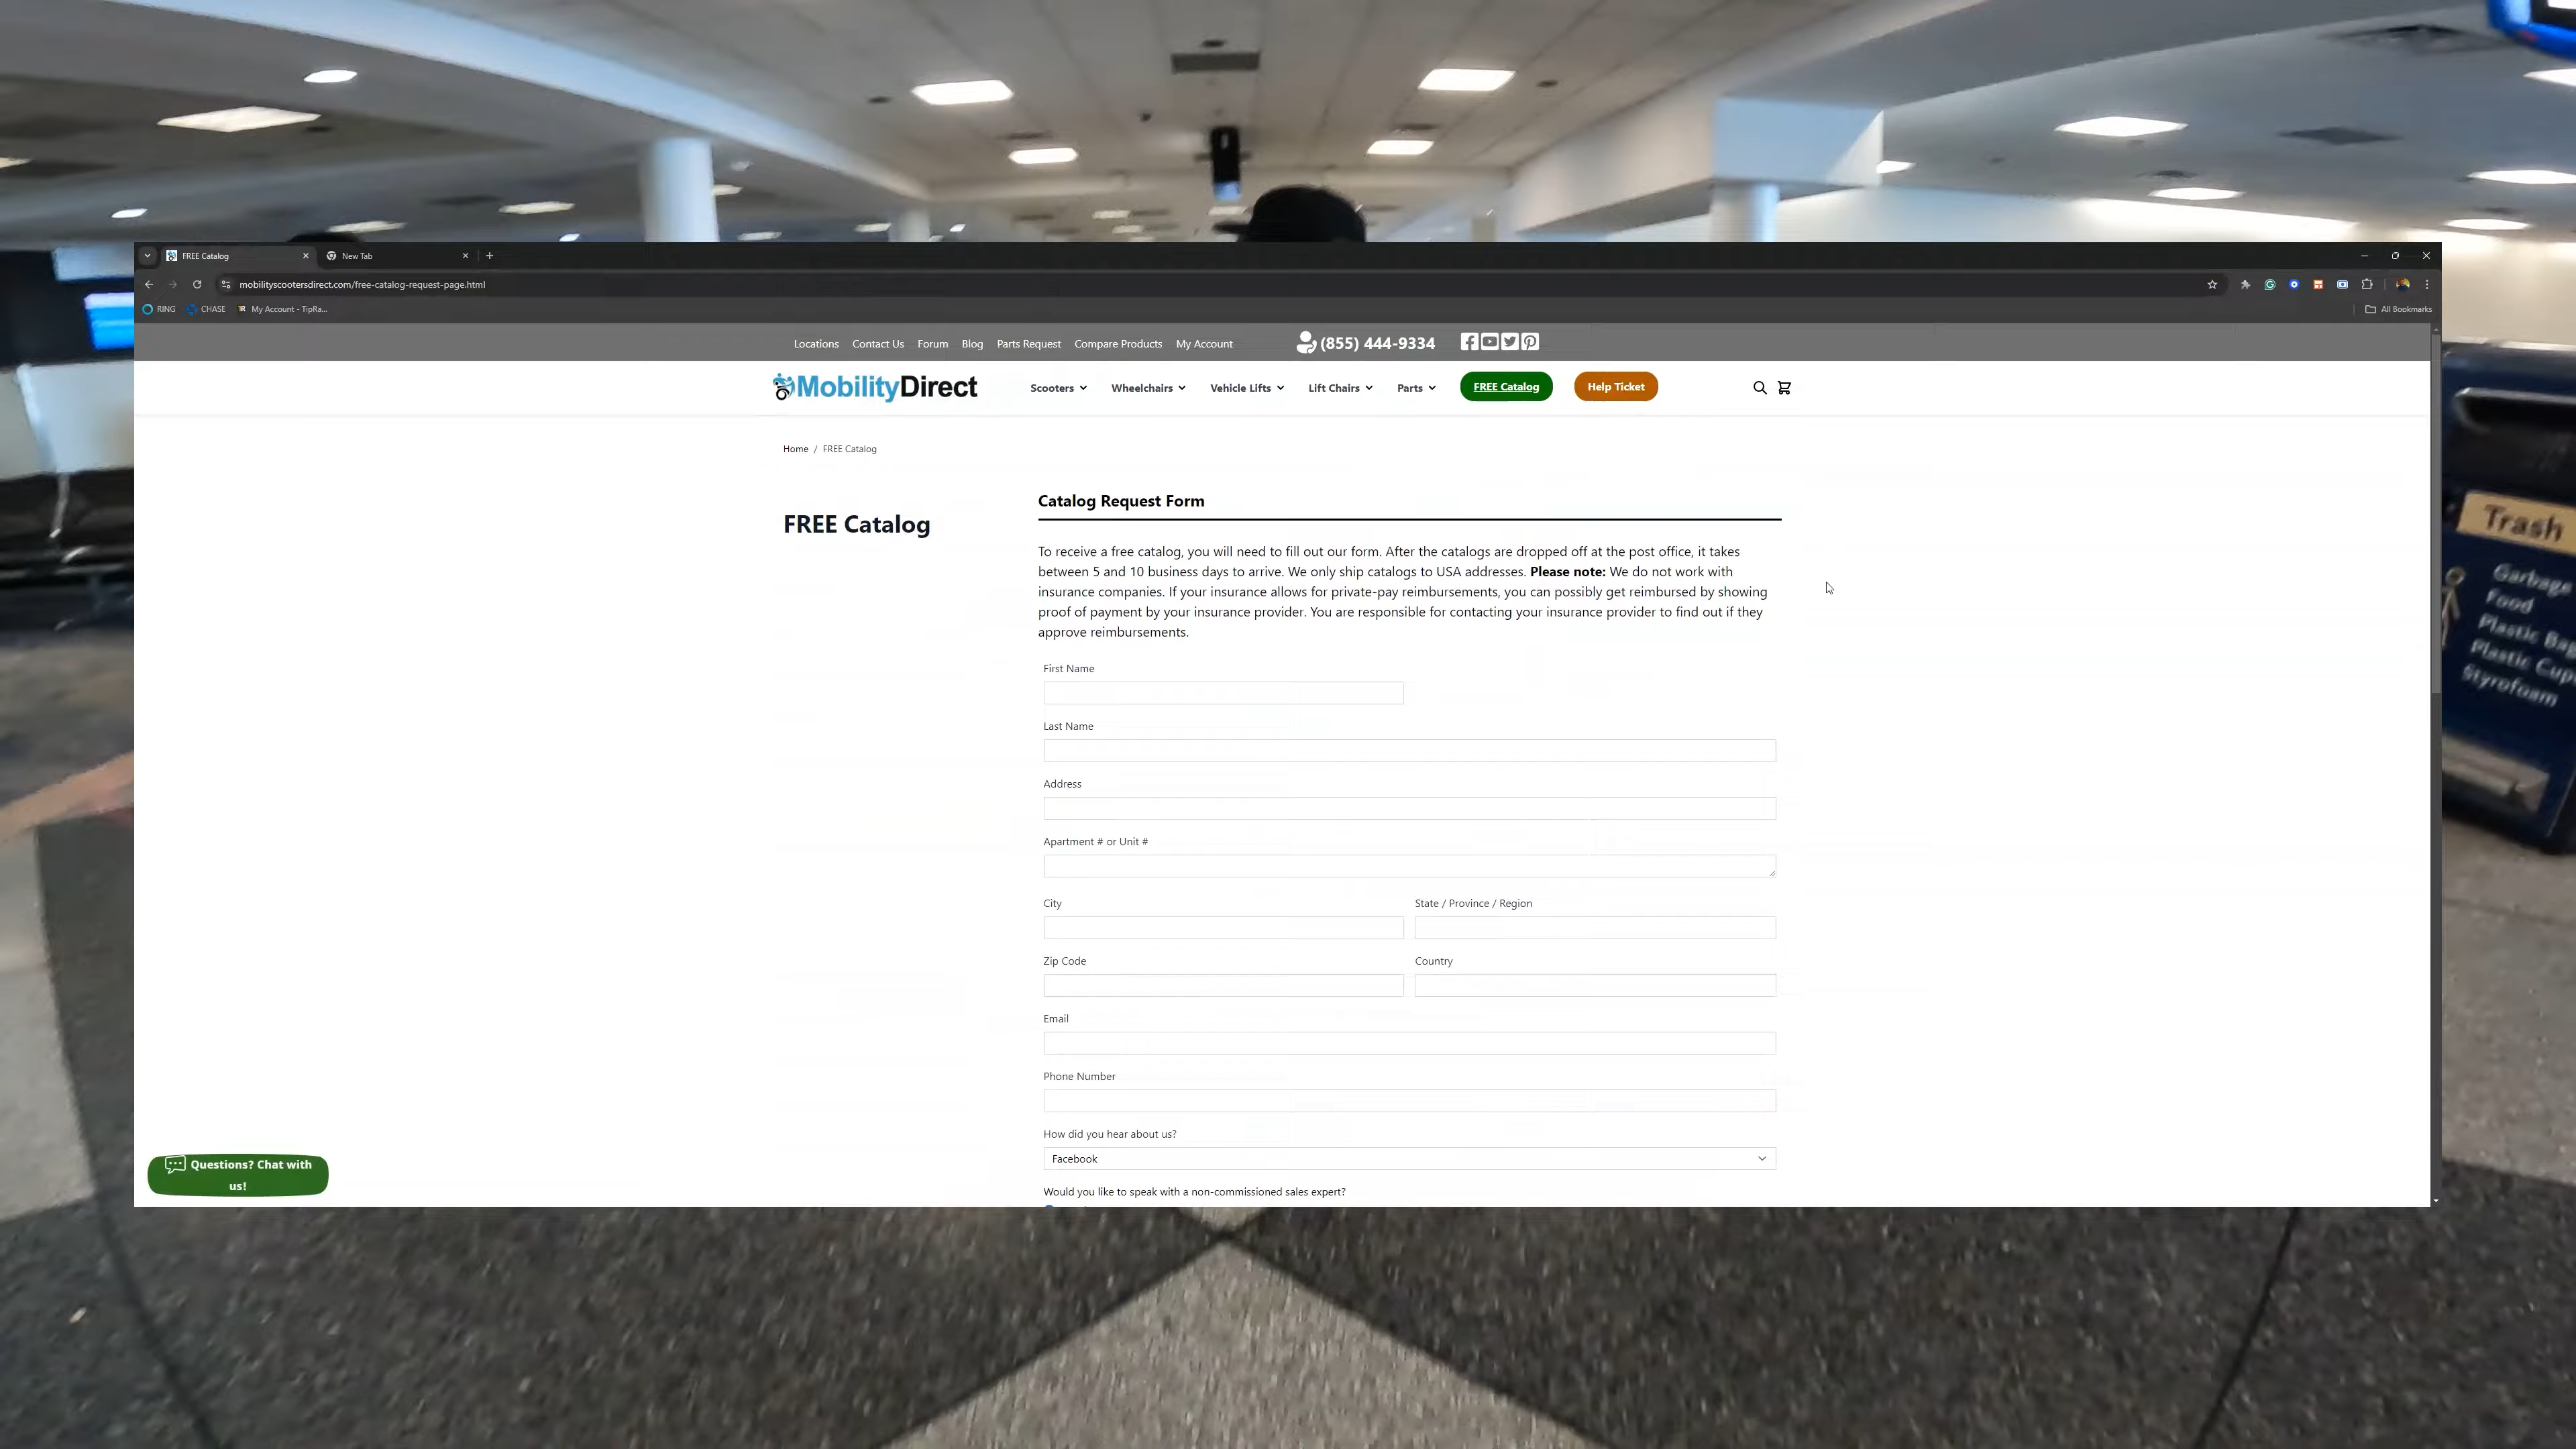 FREE Catalog
New Tab
mobilityscootersdirect.com/free-catalog-request-page.html
RING
CHASE
My Account - TipRa...
All Bookmarks
Locations
Contact Us
Forum
Blog
Parts Request
Compare Products
My Account
(855) 444-9334
MobilityDirect
Scooters
Wheelchairs
Vehicle Lifts
Lift Chairs
Parts
FREE Catalog
Help Ticket
Home / FREE Catalog
FREE Catalog
Catalog Request Form
To receive a free catalog, you will need to fill out our form. After the catalogs are dropped off at the post office, it takes
between 5 and 10 business days to arrive. We only ship catalogs to USA addresses. Please note: We do not work with
insurance companies. If your insurance allows for private-pay reimbursements, you can possibly get reimbursed by showing
proof of payment by your insurance provider. You are responsible for contacting your insurance provider to find out if they
approve reimbursements.
First Name
Last Name
Address
Apartment # or Unit #
City
State / Province / Region
Zip Code
Country
Email
Phone Number
How did you hear about us?
Facebook
Would you like to speak with a non-commissioned sales expert?
Questions? Chat with
us!
Trash
Garbage
Food
Plastic Bag
Plastic Cups
Styrofoam